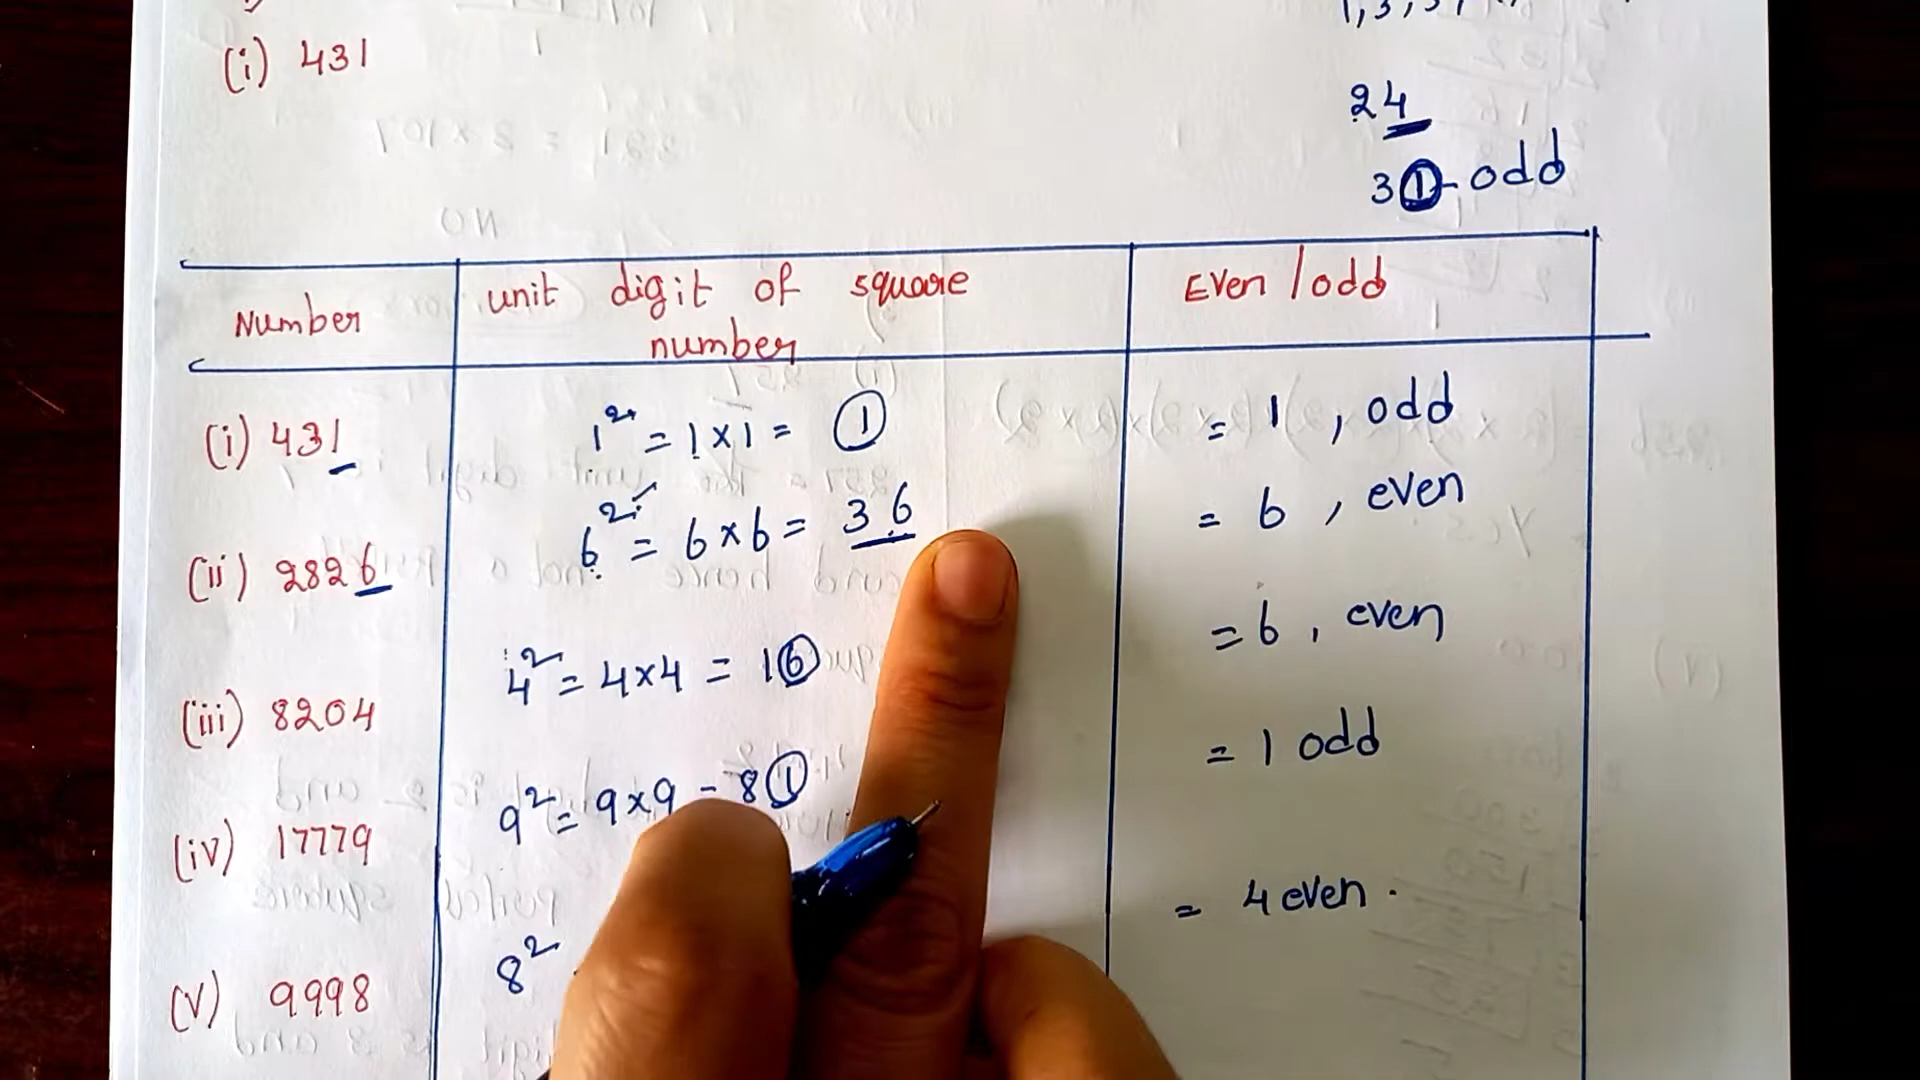 (i) 431
24
3① - odd
Number unit digit of square number Even / odd
(i) 431 1² = 1 × 1 = ① = 1 , odd
(ii) 2826 6² = 6 × 6 = 36 = 6 , even
(iii) 8204 4² = 4×4 = 1⑥ = 6 , even
(iv) 17779 9² = 9×9 = 8① = 1 odd
(v) 9998 8² = 4 even .